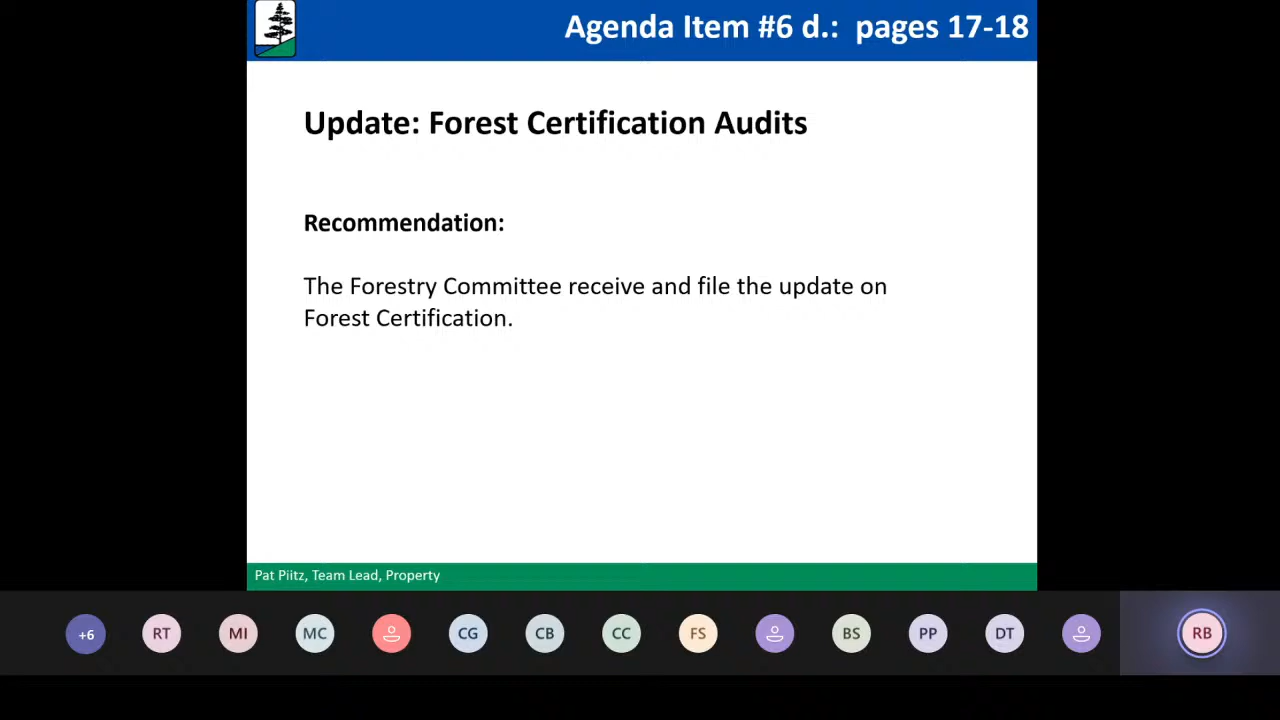 Agenda Item #6 d.: pages 17-18
Update: Forest Certification Audits
Recommendation:
The Forestry Committee receive and file the update on
Forest Certification.
Pat Piitz, Team Lead, Property
+6 RT MI MC CG CB CC FS BS PP DT RB